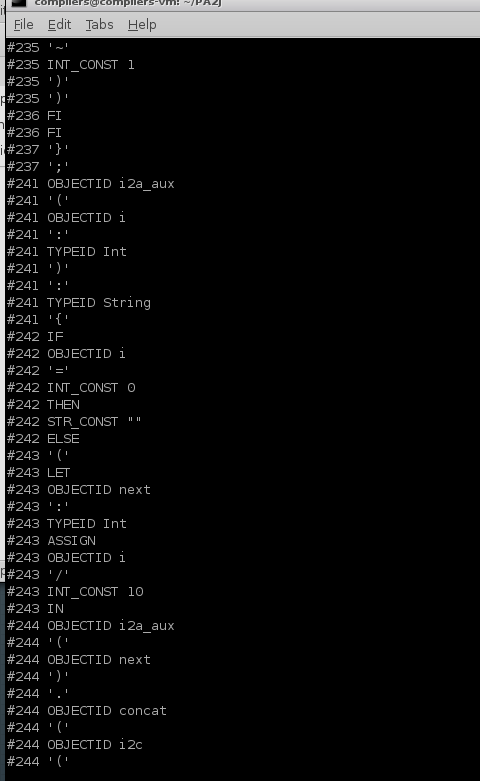 compilers@compilers-vm: ~/PA2J
File Edit Tabs Help
#235 '~'
#235 INT_CONST 1
#235 ')'
#235 ')'
#236 FI
#236 FI
#237 '}'
#237 ';'
#241 OBJECTID i2a_aux
#241 '('
#241 OBJECTID i
#241 ':'
#241 TYPEID Int
#241 ')'
#241 ':'
#241 TYPEID String
#241 '{'
#242 IF
#242 OBJECTID i
#242 '='
#242 INT_CONST 0
#242 THEN
#242 STR_CONST ""
#242 ELSE
#243 '('
#243 LET
#243 OBJECTID next
#243 ':'
#243 TYPEID Int
#243 ASSIGN
#243 OBJECTID i
#243 '/'
#243 INT_CONST 10
#243 IN
#244 OBJECTID i2a_aux
#244 '('
#244 OBJECTID next
#244 ')'
#244 '.'
#244 OBJECTID concat
#244 '('
#244 OBJECTID i2c
#244 '('